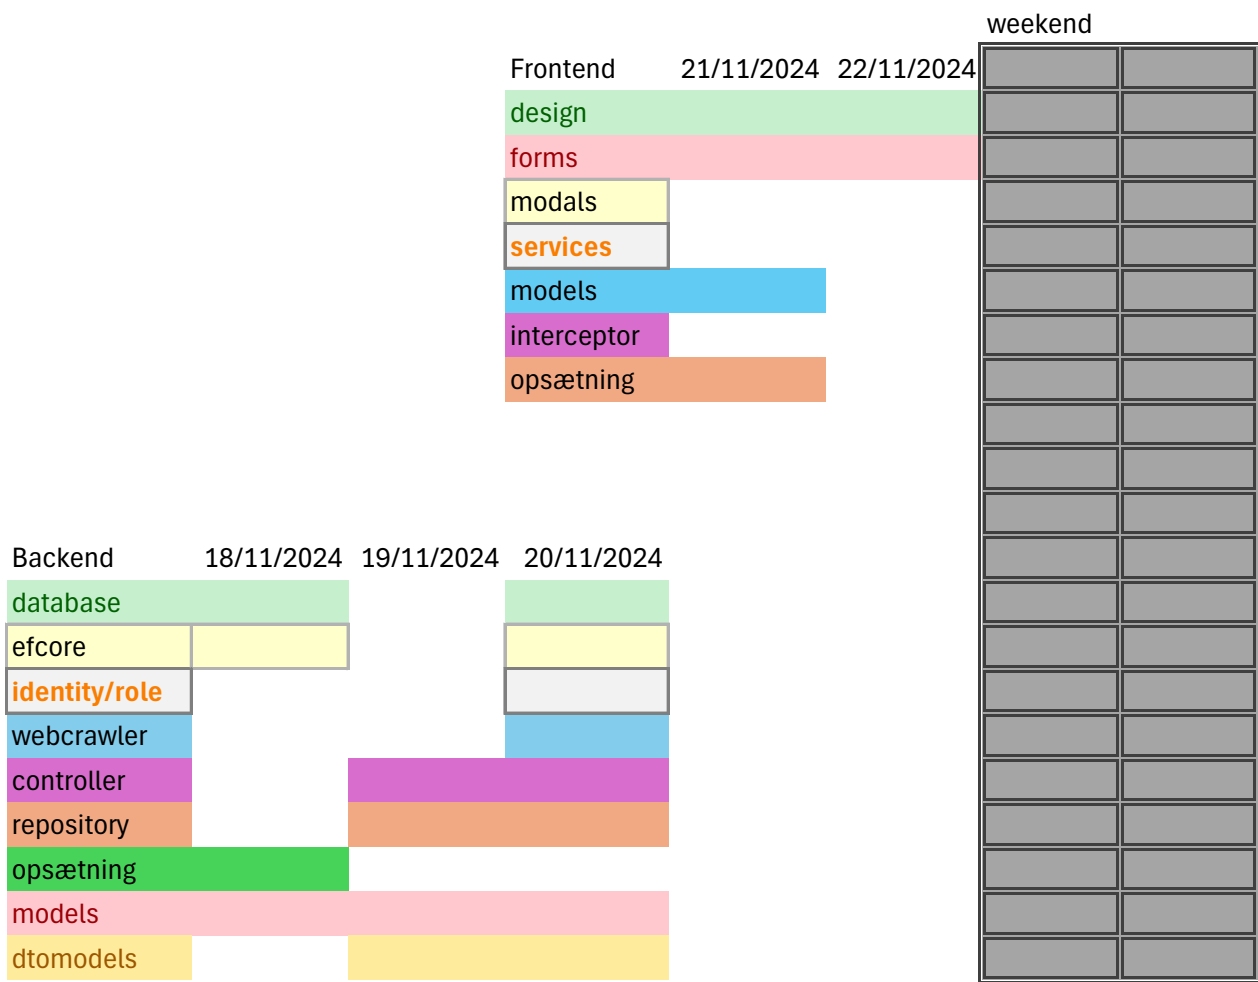 weekend
Frontend 21/11/2024 22/11/2024
design
forms
modals
services
models
interceptor
opsætning
Backend 18/11/2024 19/11/2024 20/11/2024
database
efcore
identity/role
webcrawler
controller
repository
opsætning
models
dtomodels